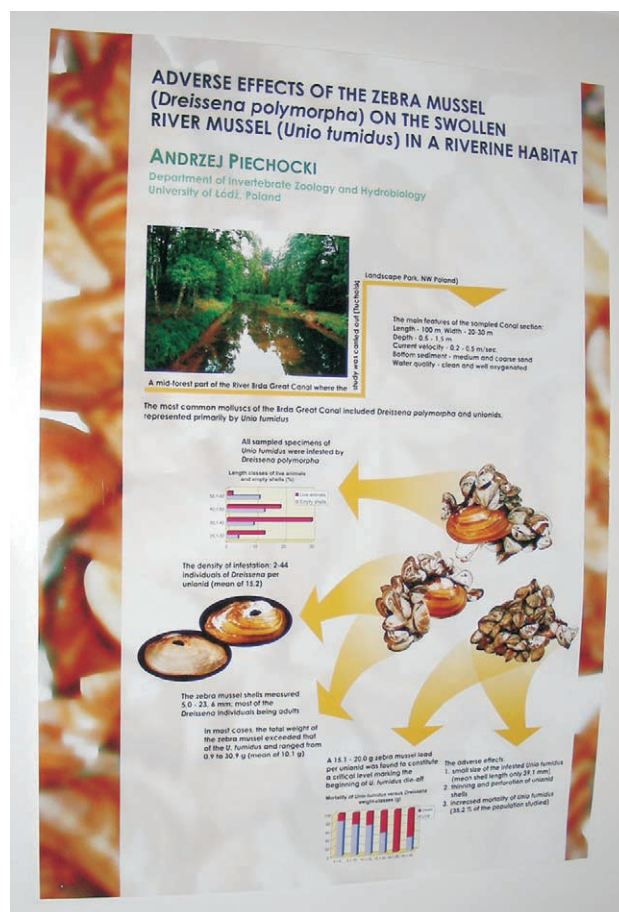 ADVERSE EFFECTS OF THE ZEBRA MUSSEL
(Dreissena polymorpha) ON THE SWOLLEN
RIVER MUSSEL (Unio tumidus) IN A RIVERINE HABITAT
ANDRZEJ PIECHOCKI
Department of Invertebrate Zoology and Hydrobiology
University of Łódź, Poland
A mid-forest part of the River Brda Great Canal where the
study was carried out (Tuchola
Landscape Park, NW Poland)
The main features of the sampled Canal section:
Length - 100 m, Width - 20-30 m
Depth - 0.5 - 1.5 m
Current velocity - 0.2 - 0.5 m/sec.
Bottom sediment - medium and coarse sand
Water quality - clean and well oxygenated
The most common molluscs of the Brda Great Canal included Dreissena polymorpha and unionids,
represented primarily by Unio tumidus
All sampled specimens of
Unio tumidus were infested by
Dreissena polymorpha
Length classes of live animals
and empty shells (%)
Live animals
Empty shells
The density of infestation: 2-44
individuals of Dreissena per
unionid (mean of 15.2)
The zebra mussel shells measured
5.0 - 23. 6 mm; most of the
Dreissena individuals being adults
In most cases, the total weight of
the zebra mussel exceeded that
of the U. tumidus and ranged from
0.9 to 30.9 g (mean of 10.1 g)
A 15.1 - 20.0 g zebra mussel load
per unionid was found to constitute
a critical level marking the
beginning of U. tumidus die-off
Mortality of Unio tumidus versus Dreissena
weight classes (g)
The adverse effects:
1. small size of the infested Unio tumidus
(mean shell length only 39.1 mm)
2. thinning and perforation of unionid
shells
3. increased mortality of Unio tumidus
(35.2 % of the population studied)